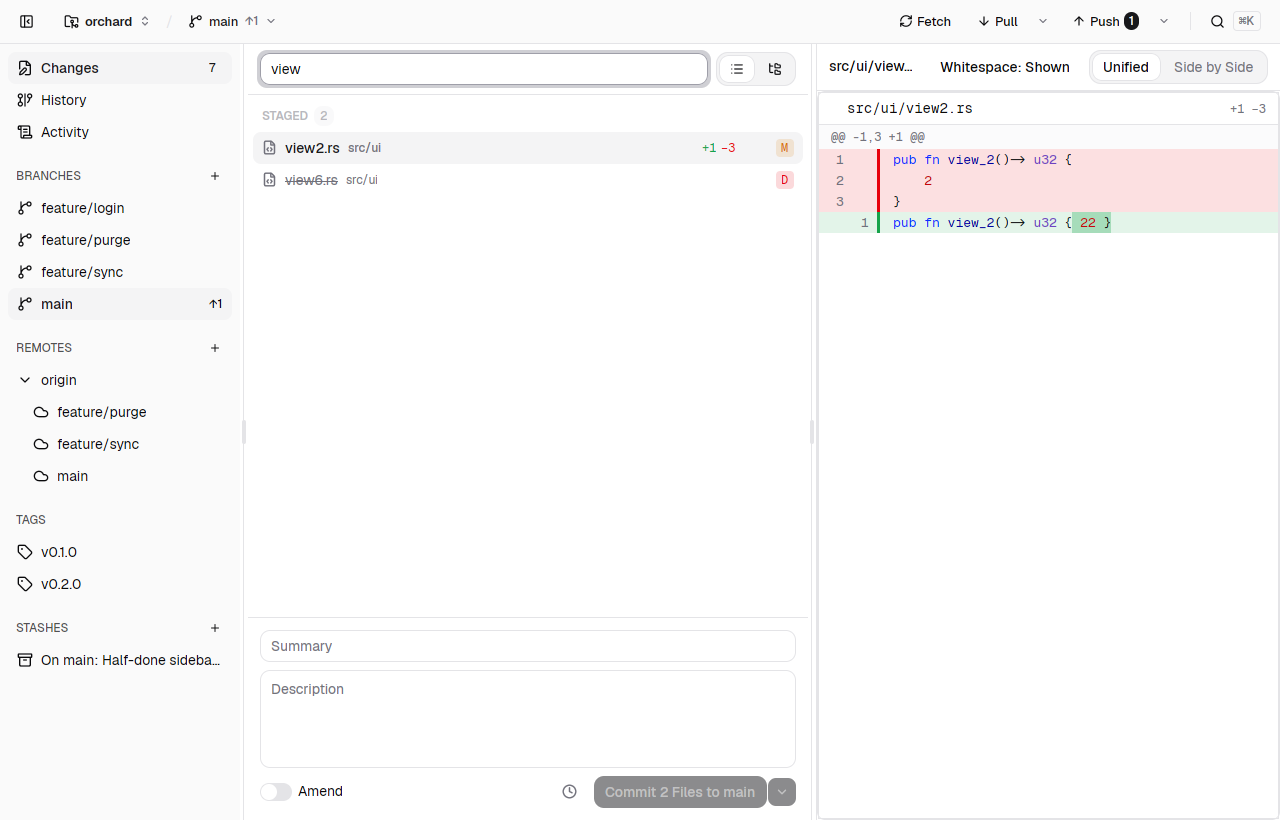 orchard / main ↑1
Fetch Pull Push 1 ⌘K
Changes 7
History
Activity
BRANCHES
feature/login
feature/purge
feature/sync
main ↑1
REMOTES
origin
feature/purge
feature/sync
main
TAGS
v0.1.0
v0.2.0
STASHES
On main: Half-done sideba...
view
STAGED 2
view2.rs src/ui +1 −3 M
view6.rs src/ui D
Summary
Description
Amend
Commit 2 Files to main
src/ui/view... Whitespace: Shown Unified Side by Side
src/ui/view2.rs +1 −3
@@ -1,3 +1 @@
1 pub fn view_2()-> u32 {
2 2
3 }
1 pub fn view_2()-> u32 { 22 }